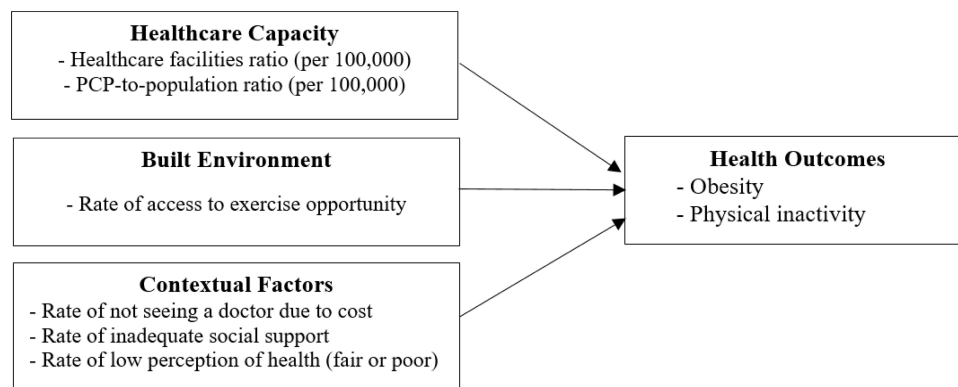 Healthcare Capacity
- Healthcare facilities ratio (per 100,000)
- PCP-to-population ratio (per 100,000)
Built Environment
- Rate of access to exercise opportunity
Contextual Factors
- Rate of not seeing a doctor due to cost
- Rate of inadequate social support
- Rate of low perception of health (fair or poor)
Health Outcomes
- Obesity
- Physical inactivity